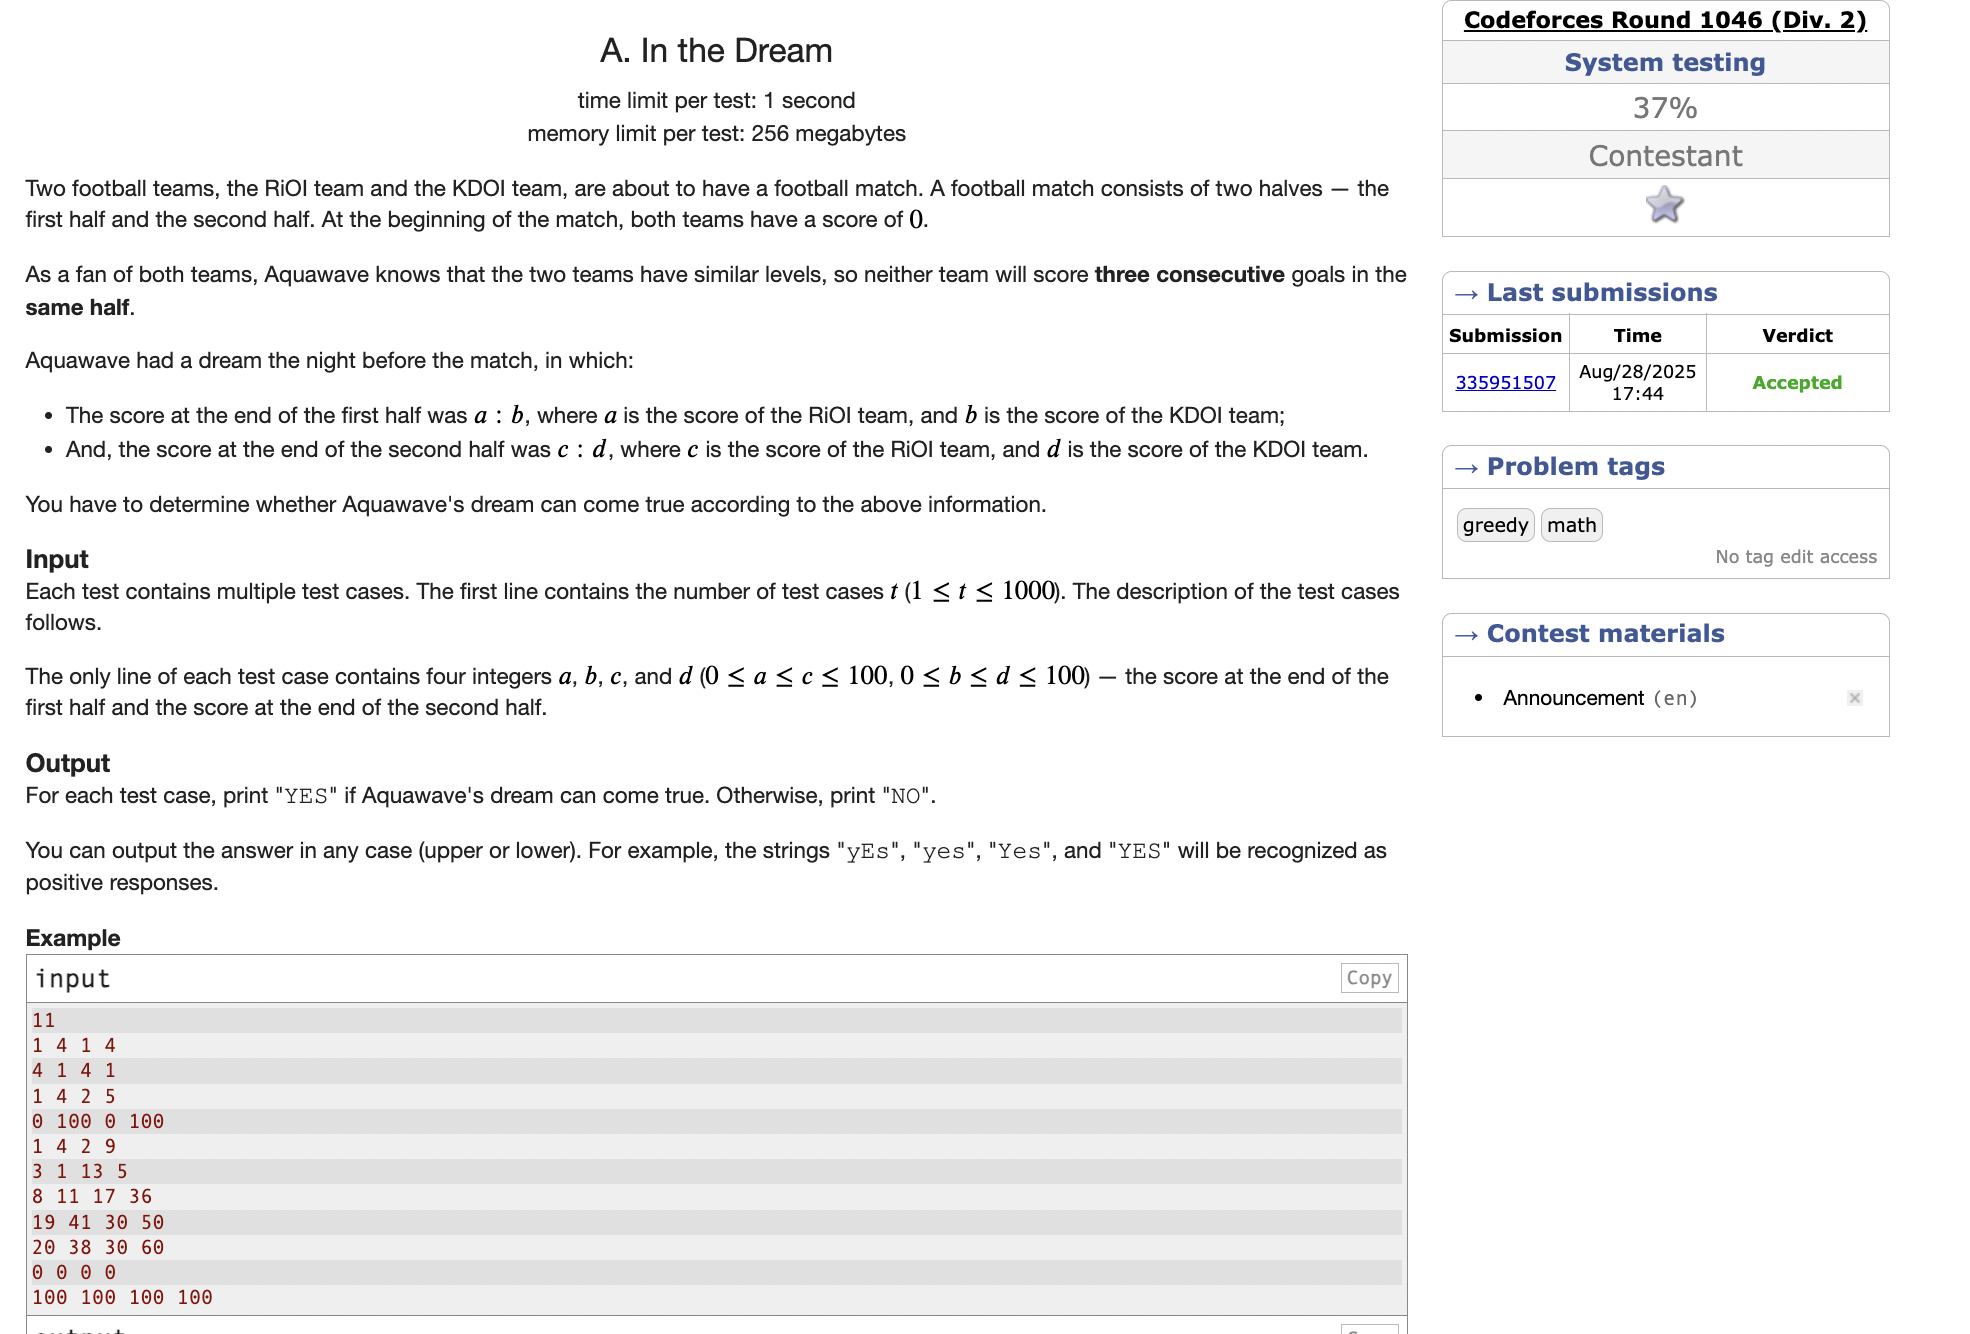 A. In the Dream
time limit per test: 1 second
memory limit per test: 256 megabytes
Two football teams, the RiOI team and the KDOI team, are about to have a football match. A football match consists of two halves — the
first half and the second half. At the beginning of the match, both teams have a score of 0.
As a fan of both teams, Aquawave knows that the two teams have similar levels, so neither team will score three consecutive goals in the
same half.
Aquawave had a dream the night before the match, in which:
• The score at the end of the first half was a : b, where a is the score of the RiOI team, and b is the score of the KDOI team;
• And, the score at the end of the second half was c : d, where c is the score of the RiOI team, and d is the score of the KDOI team.
You have to determine whether Aquawave's dream can come true according to the above information.
Input
Each test contains multiple test cases. The first line contains the number of test cases t (1 ≤ t ≤ 1000). The description of the test cases
follows.
The only line of each test case contains four integers a, b, c, and d (0 ≤ a ≤ c ≤ 100, 0 ≤ b ≤ d ≤ 100) — the score at the end of the
first half and the score at the end of the second half.
Output
For each test case, print "YES" if Aquawave's dream can come true. Otherwise, print "NO".
You can output the answer in any case (upper or lower). For example, the strings "yEs", "yes", "Yes", and "YES" will be recognized as
positive responses.
Example
input
Copy
11
1 4 1 4
4 1 4 1
1 4 2 5
0 100 0 100
1 4 2 9
3 1 13 5
8 11 17 36
19 41 30 50
20 38 30 60
0 0 0 0
100 100 100 100
Codeforces Round 1046 (Div. 2)
System testing
37%
Contestant
→ Last submissions
Submission Time Verdict
335951507 Aug/28/2025 17:44 Accepted
→ Problem tags
greedy math
No tag edit access
→ Contest materials
• Announcement (en)